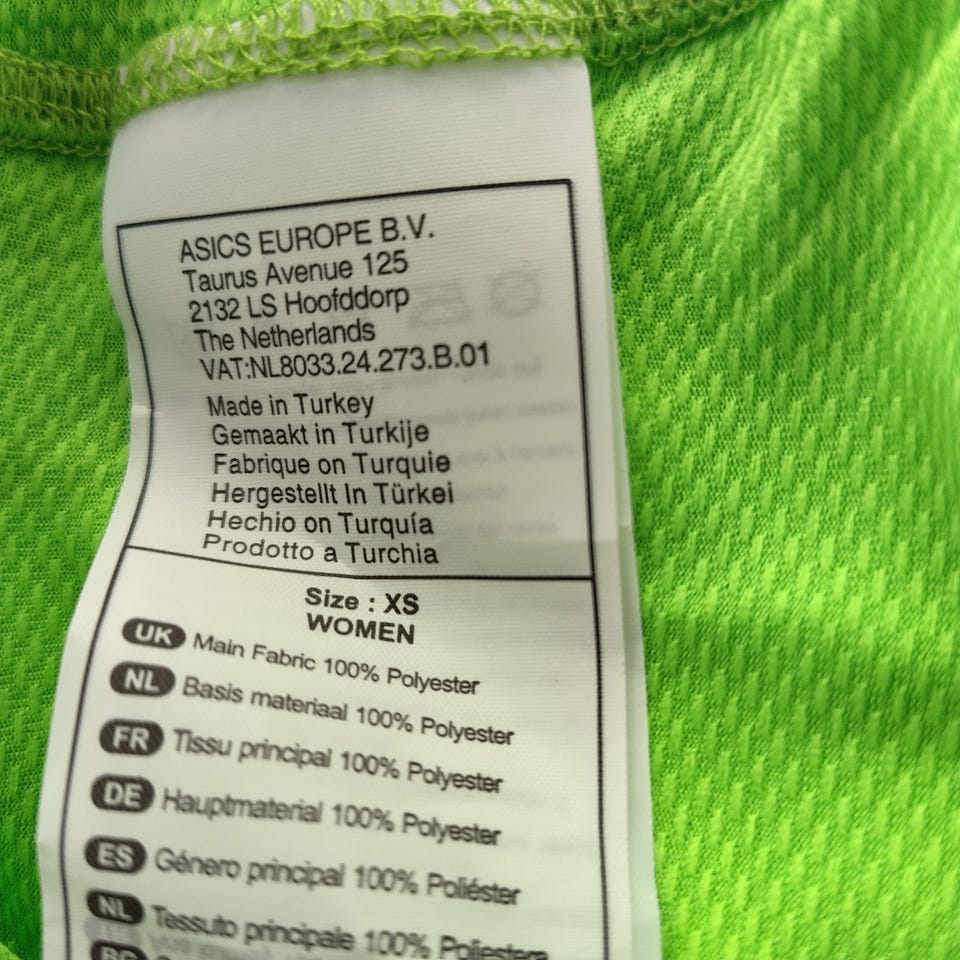 ASICS EUROPE B.V.
Taurus Avenue 125
2132 LS Hoofddorp
The Netherlands
VAT:NL8033.24.273.B.01
Made in Turkey
Gemaakt in Turkije
Fabrique on Turquie
Hergestellt In Türkei
Hechio on Turquía
Prodotto a Turchia
Size : XS
WOMEN
UK Main Fabric 100% Polyester
NL Basis materiaal 100% Polyester
FR Tissu principal 100% Polyester
DE Hauptmaterial 100% Polyester
ES Género principal 100% Poliéster
NL Tessuto principale 100% Poliestere